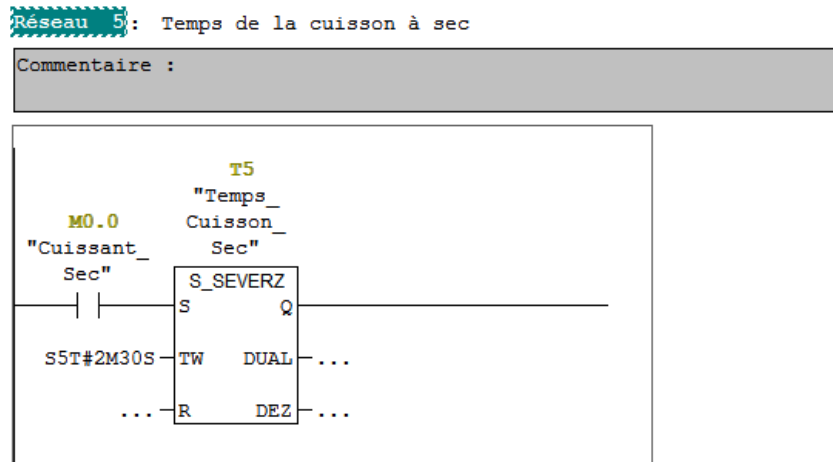 Réseau 5: Temps de la cuisson à sec
Commentaire :
T5
"Temps_
Cuisson_
Sec"
M0.0
"Cuissant_
Sec"
S_SEVERZ
S Q
S5T#2M30S TW DUAL ...
... R DEZ ...